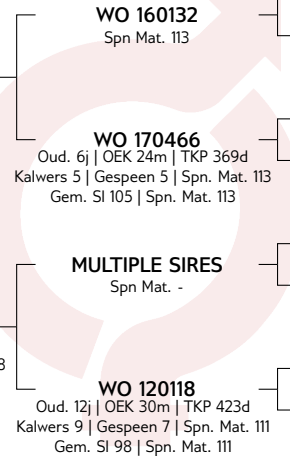 WO 160132
Spn Mat. 113
WO 170466
Oud. 6j | OEK 24m | TKP 369d
Kalwers 5 | Gespeen 5 | Spn. Mat. 113
Gem. SI 105 | Spn. Mat. 113
MULTIPLE SIRES
Spn Mat. -
3
WO 120118
Oud. 12j | OEK 30m | TKP 423d
Kalwers 9 | Gespeen 7 | Spn. Mat. 111
Gem. SI 98 | Spn. Mat. 111